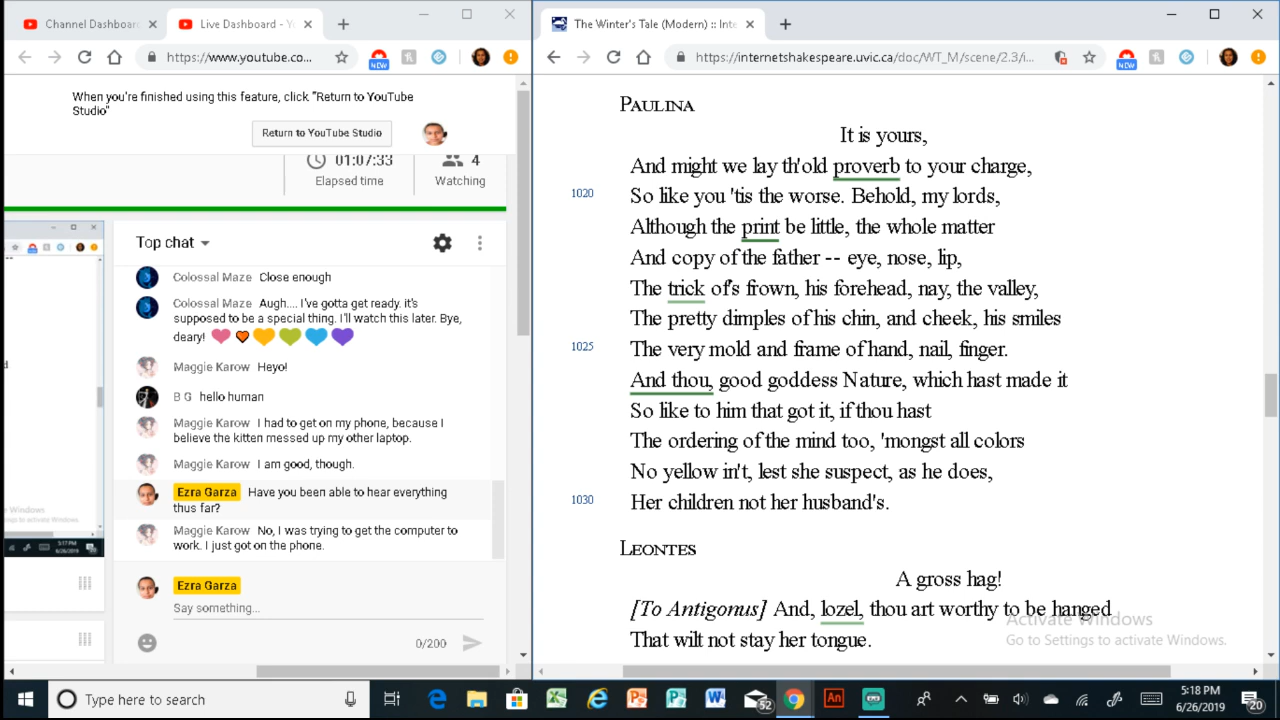 Channel Dashboard
Live Dashboard - Yo
https://www.youtube.co...
NEW
When you're finished using this feature, click "Return to YouTube
Studio"
Return to YouTube Studio
01:07:33
4
Elapsed time
Watching
Top chat
Colossal Maze Close enough
Colossal Maze Augh.... I've gotta get ready. it's
supposed to be a special thing. I'll watch this later. Bye,
deary!
Maggie Karow Heyo!
B G hello human
Maggie Karow I had to get on my phone, because I
believe the kitten messed up my other laptop.
Maggie Karow I am good, though.
Ezra Garza Have you been able to hear everything
thus far?
Maggie Karow No, I was trying to get the computer to
work. I just got on the phone.
Ezra Garza
Say something...
0/200
5:17 PM
6/26/2019
The Winter's Tale (Modern) :: Inte
https://internetshakespeare.uvic.ca/doc/WT_M/scene/2.3/i...
NEW
PAULINA
It is yours,
And might we lay th'old proverb to your charge,
1020 So like you 'tis the worse. Behold, my lords,
Although the print be little, the whole matter
And copy of the father -- eye, nose, lip,
The trick of's frown, his forehead, nay, the valley,
The pretty dimples of his chin, and cheek, his smiles
1025 The very mold and frame of hand, nail, finger.
And thou, good goddess Nature, which hast made it
So like to him that got it, if thou hast
The ordering of the mind too, 'mongst all colors
No yellow in't, lest she suspect, as he does,
1030 Her children not her husband's.
LEONTES
A gross hag!
[To Antigonus] And, lozel, thou art worthy to be hanged
That wilt not stay her tongue.
Activate Windows
Go to Settings to activate Windows.
Type here to search
52
5:18 PM
6/26/2019
20